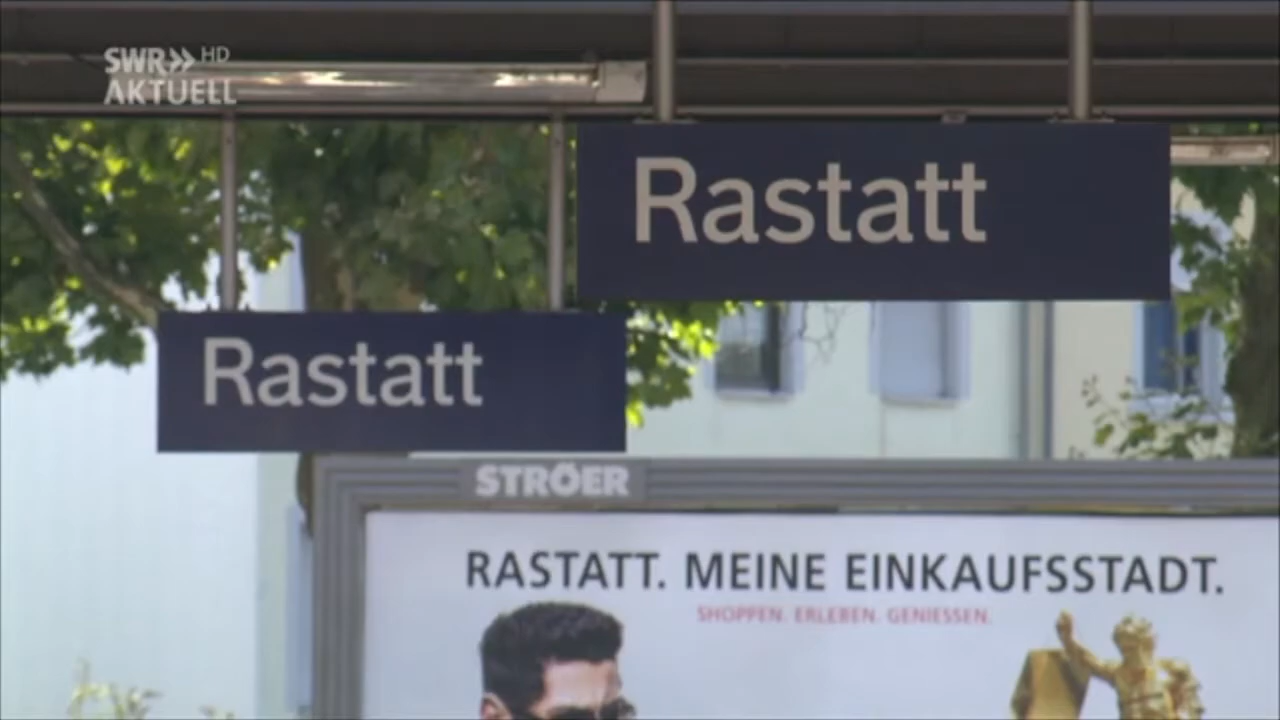 SWR HD
AKTUELL
Rastatt
Rastatt
STRÖER
RASTATT. MEINE EINKAUFSSTADT.
SHOPPEN. ERLEBEN. GENIESSEN.